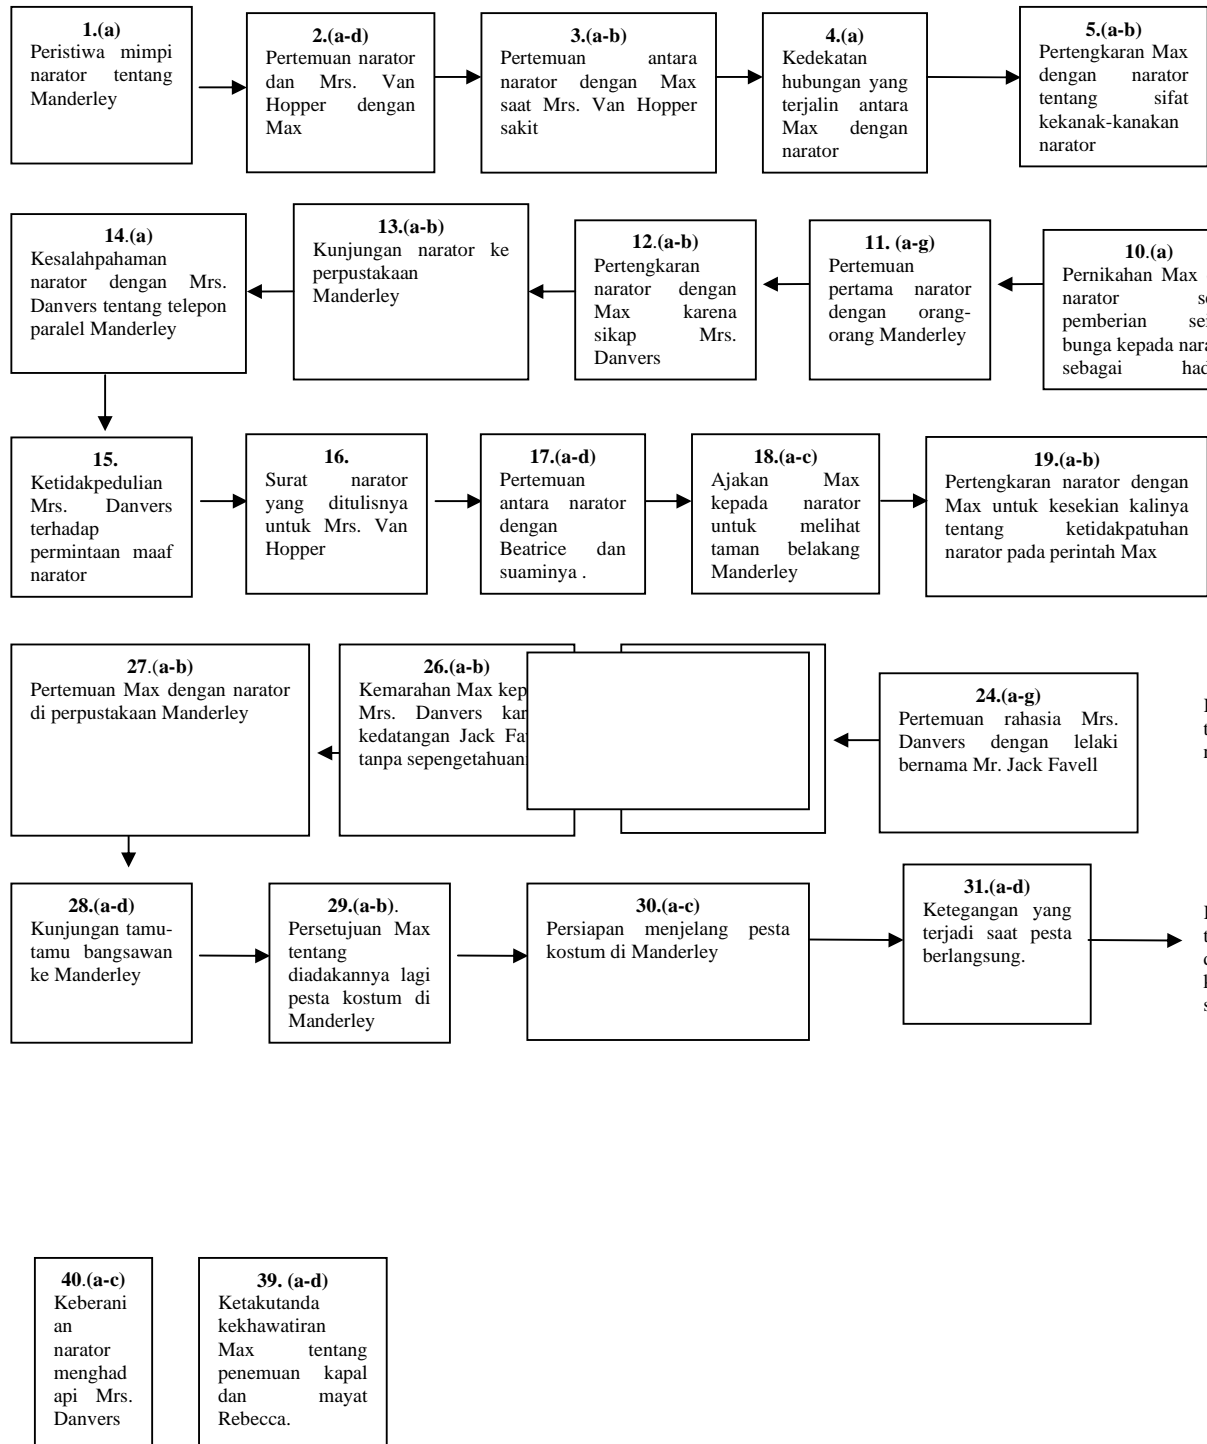 1.(a)
Peristiwa mimpi
narator tentang
Manderley
2.(a-d)
Pertemuan narator
dan Mrs. Van
Hopper dengan
Max
3.(a-b)
Pertemuan antara
narator dengan Max
saat Mrs. Van Hopper
sakit
4.(a)
Kedekatan
hubungan yang
terjalin antara
Max dengan
narator
5.(a-b)
Pertengkaran Max
dengan narator
tentang sifat
kekanak-kanakan
narator
14.(a)
Kesalahpahaman
narator dengan Mrs.
Danvers tentang telepon
paralel Manderley
13.(a-b)
Kunjungan narator ke
perpustakaan
Manderley
12.(a-b)
Pertengkaran
narator dengan
Max karena
sikap Mrs.
Danvers
11. (a-g)
Pertemuan
pertama narator
dengan orang-
orang Manderley
10.(a)
Pernikahan Max
narator
pemberian
bunga kepada
sebagai
15.
Ketidakpedulian
Mrs. Danvers
terhadap
permintaan maaf
narator
16.
Surat narator
yang ditulisnya
untuk Mrs. Van
Hopper
17.(a-d)
Pertemuan
antara narator
dengan
Beatrice dan
suaminya .
18.(a-c)
Ajakan Max
kepada narator
untuk melihat
taman belakang
Manderley
19.(a-b)
Pertengkaran narator dengan
Max untuk kesekian kalinya
tentang ketidakpatuhan
narator pada perintah Max
27.(a-b)
Pertemuan Max dengan narator
di perpustakaan Manderley
26.(a-b)
Kemarahan Max
Mrs. Danvers
kedatangan Jack
tanpa
24.(a-g)
Pertemuan rahasia Mrs.
Danvers dengan lelaki
bernama Mr. Jack Favell
28.(a-d)
Kunjungan tamu-
tamu bangsawan
ke Manderley
29.(a-b).
Persetujuan Max
tentang
diadakannya lagi
pesta kostum di
Manderley
30.(a-c)
Persiapan menjelang pesta
kostum di Manderley
31.(a-d)
Ketegangan yang
terjadi saat pesta
berlangsung.
40.(a-c)
Keberani
an
narator
menghad
api Mrs.
Danvers
39. (a-d)
Ketakutanda
kekhawatiran
Max tentang
penemuan kapal
dan mayat
Rebecca.